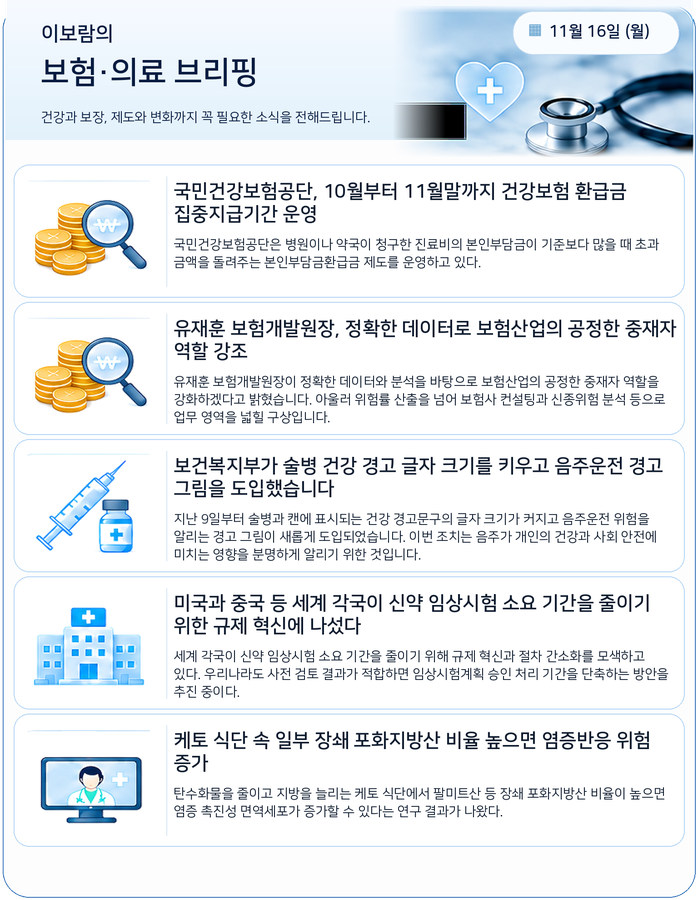 이보람의
보험·의료 브리핑
11월 16일 (월)
건강과 보장, 제도와 변화까지 꼭 필요한 소식을 전해드립니다.
국민건강보험공단, 10월부터 11월말까지 건강보험 환급금
집중지급기간 운영
국민건강보험공단은 병원이나 약국이 청구한 진료비의 본인부담금이 기준보다 많을 때 초과
금액을 돌려주는 본인부담금환급금 제도를 운영하고 있다.
유재훈 보험개발원장, 정확한 데이터로 보험산업의 공정한 중재자
역할 강조
유재훈 보험개발원장이 정확한 데이터와 분석을 바탕으로 보험산업의 공정한 중재자 역할을
강화하겠다고 밝혔습니다. 아울러 위험률 산출을 넘어 보험사 컨설팅과 신종위험 분석 등으로
업무 영역을 넓힐 구상입니다.
보건복지부가 술병 건강 경고 글자 크기를 키우고 음주운전 경고
그림을 도입했습니다
지난 9일부터 술병과 캔에 표시되는 건강 경고문구의 글자 크기가 커지고 음주운전 위험을
알리는 경고 그림이 새롭게 도입되었습니다. 이번 조치는 음주가 개인의 건강과 사회 안전에
미치는 영향을 분명하게 알리기 위한 것입니다.
미국과 중국 등 세계 각국이 신약 임상시험 소요 기간을 줄이기
위한 규제 혁신에 나섰다
세계 각국이 신약 임상시험 소요 기간을 줄이기 위해 규제 혁신과 절차 간소화를 모색하고
있다. 우리나라도 사전 검토 결과가 적합하면 임상시험계획 승인 처리 기간을 단축하는 방안을
추진 중이다.
케토 식단 속 일부 장쇄 포화지방산 비율 높으면 염증반응 위험
증가
탄수화물을 줄이고 지방을 늘리는 케토 식단에서 팔미트산 등 장쇄 포화지방산 비율이 높으면
염증 촉진성 면역세포가 증가할 수 있다는 연구 결과가 나왔다.